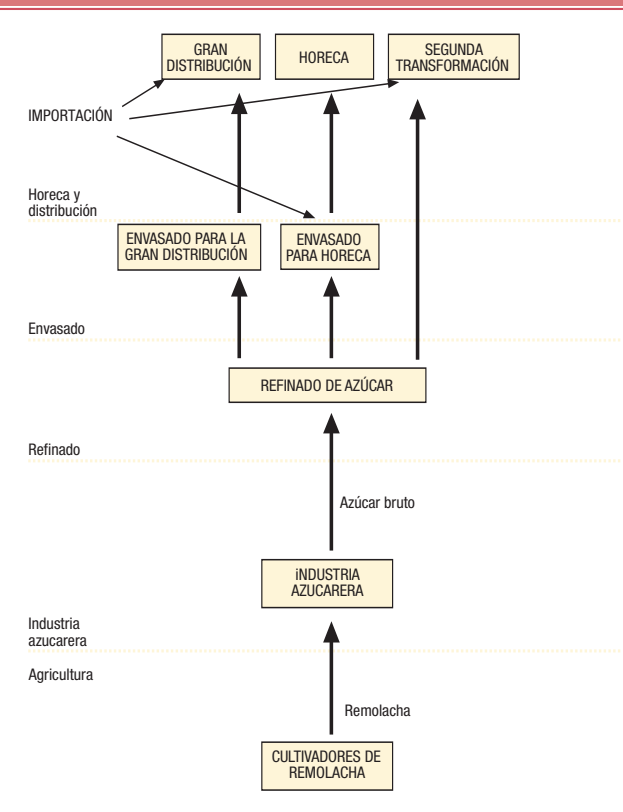 GRAN
DISTRIBUCIÓN
HORECA
SEGUNDA
TRANSFORMACIÓN
IMPORTACIÓN
Horeca y
distribución
ENVASADO PARA LA
GRAN DISTRIBUCIÓN
ENVASADO
PARA HORECA
Envasado
REFINADO DE AZÚCAR
Refinado
Azúcar bruto
iNDUSTRIA
AZUCARERA
Industria
azucarera
Agricultura
Remolacha
CULTIVADORES DE
REMOLACHA